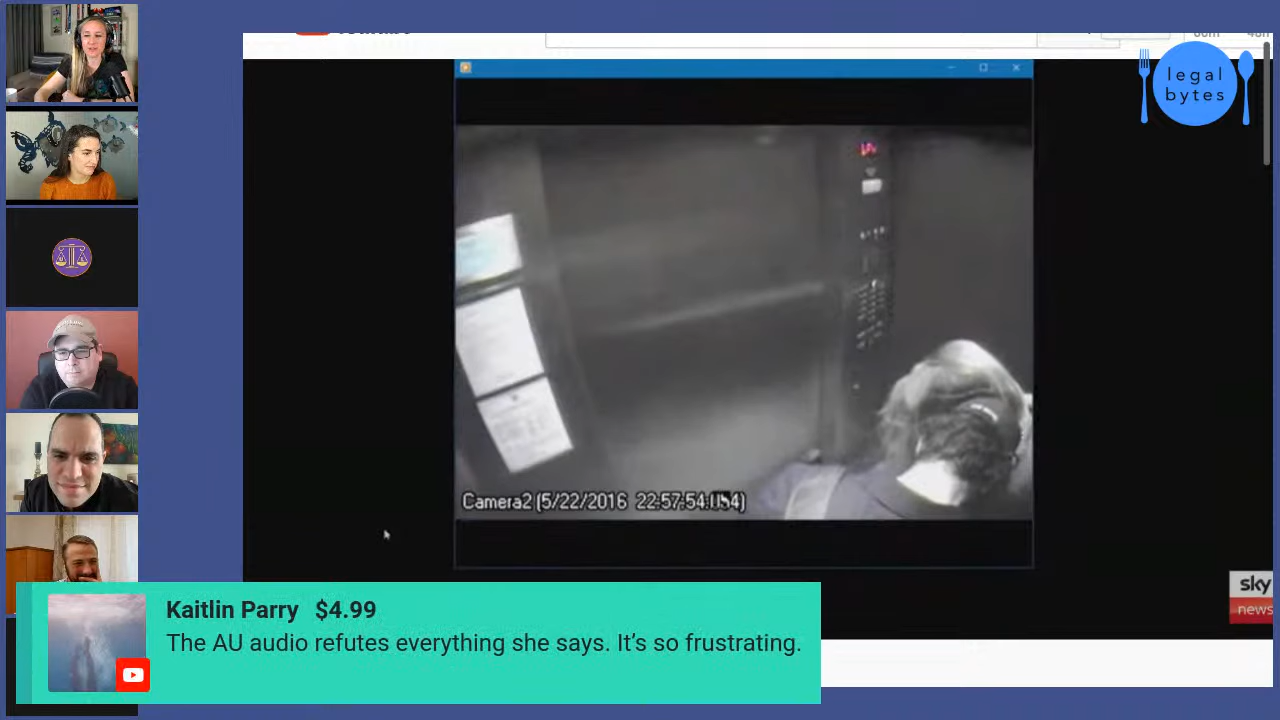 legal
bytes
Camera2 (5/22/2016 22:57:54
sky
news
Kaitlin Parry $4.99
The AU audio refutes everything she says. It’s so frustrating.